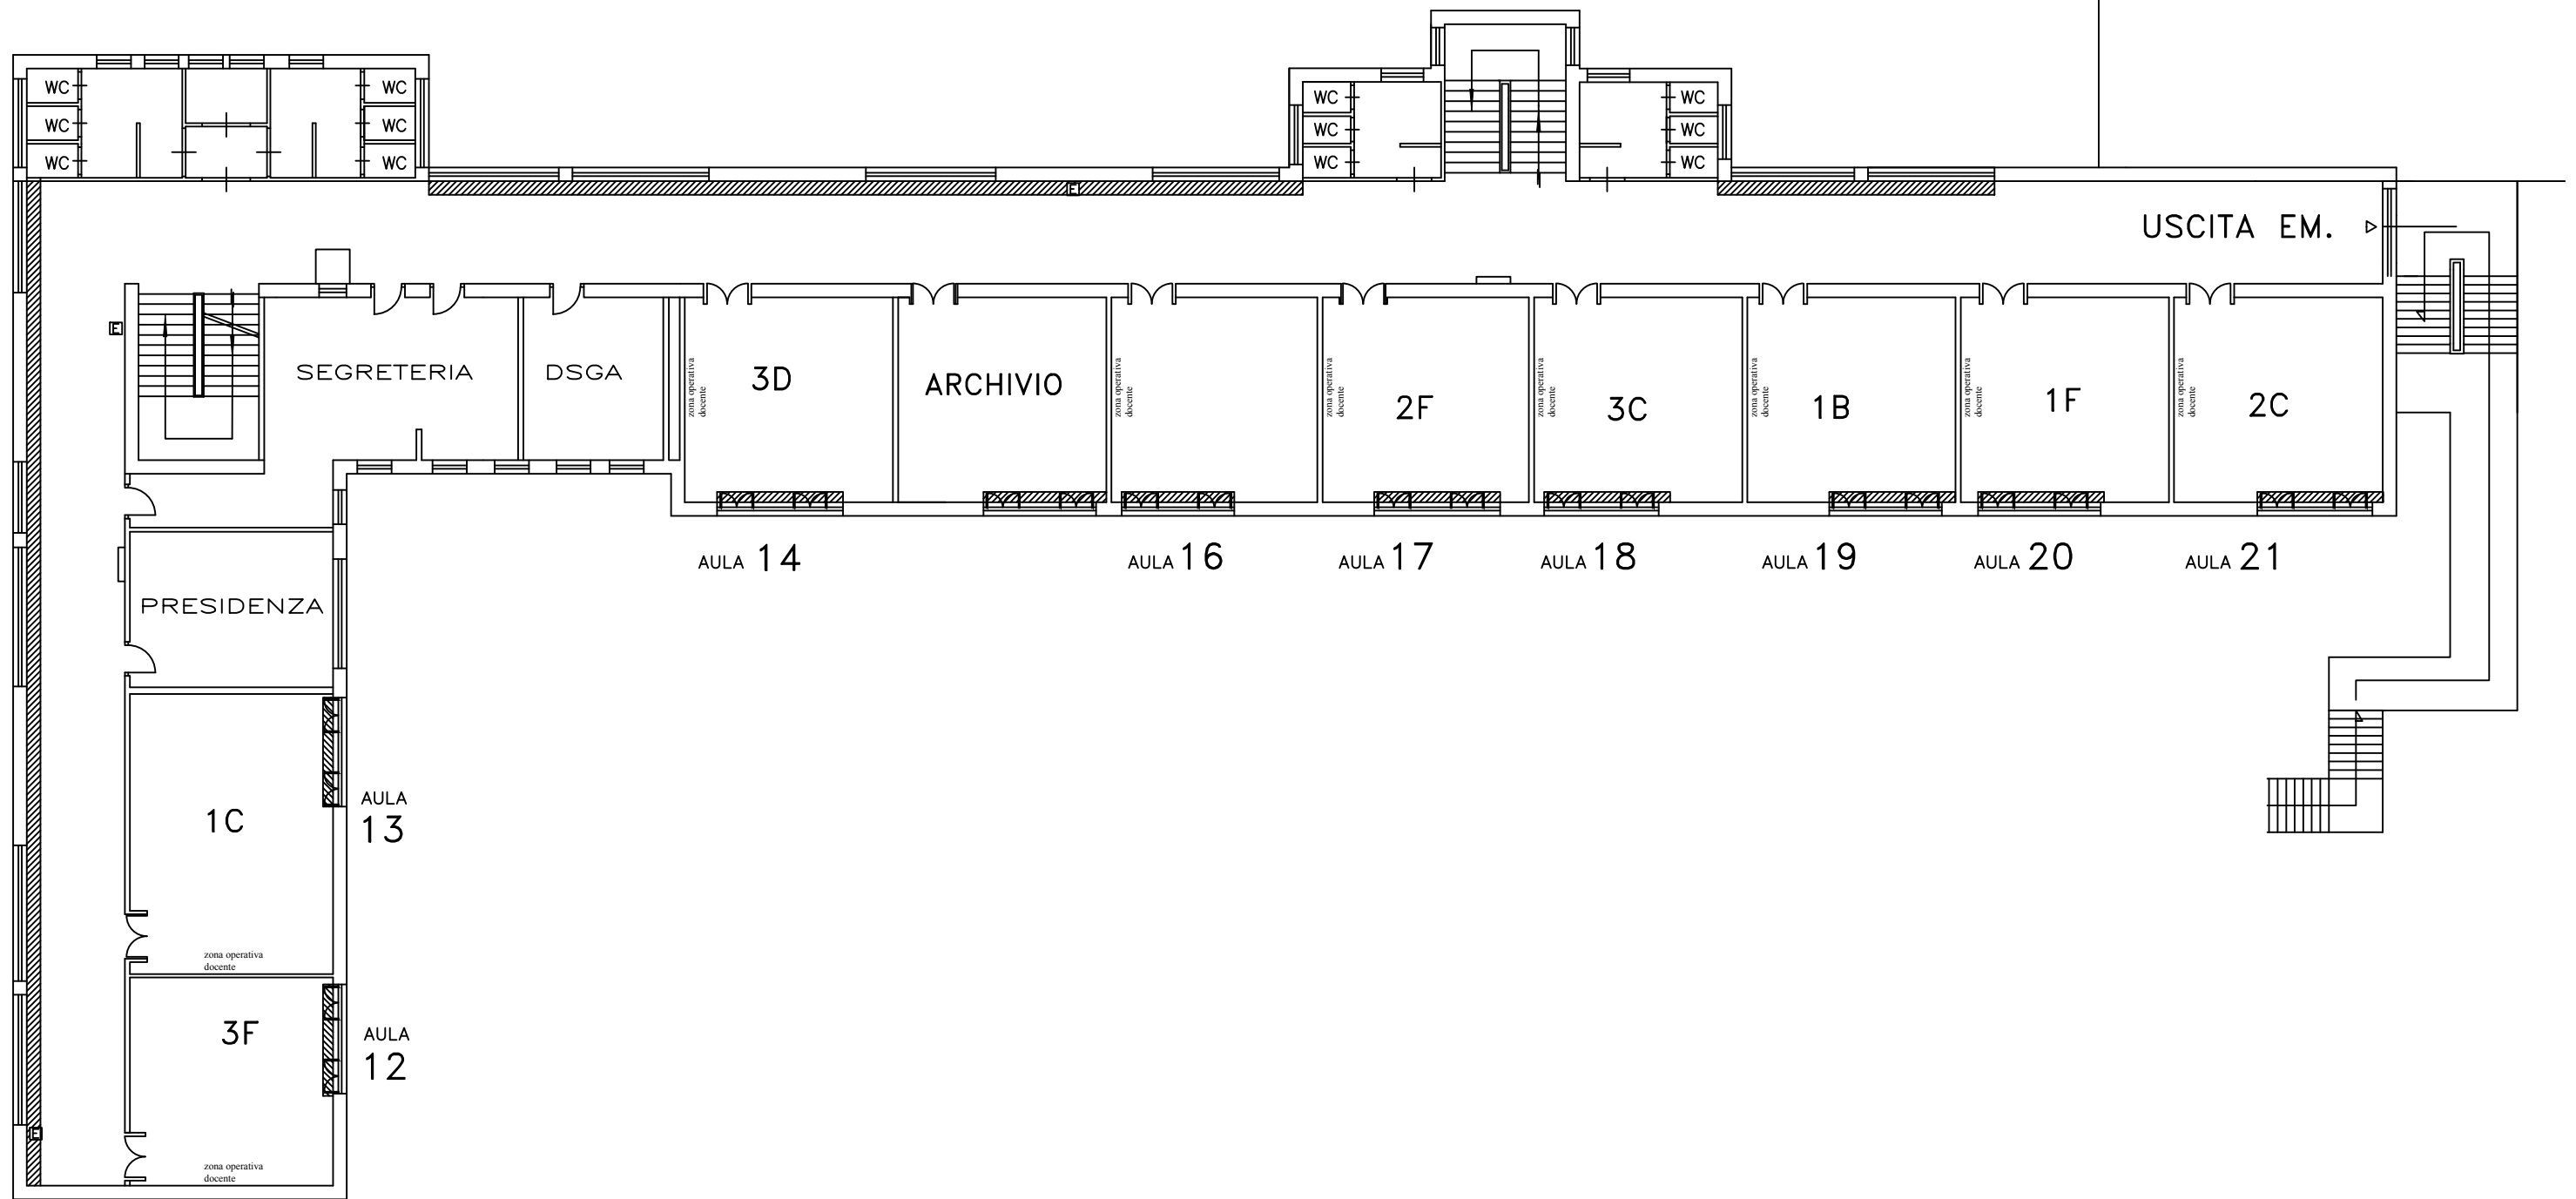 WC
WC
WC
WC
WC
WC
WC
WC
WC
WC
WC
WC
E
USCITA EM.
E
SEGRETERIA
DSGA
zona operativa
docente
3D
ARCHIVIO
zona operativa
docente
zona operativa
docente
2F
zona operativa
docente
3C
zona operativa
docente
1B
zona operativa
docente
1F
zona operativa
docente
2C
AULA 14
AULA 16
AULA 17
AULA 18
AULA 19
AULA 20
AULA 21
PRESIDENZA
1C
AULA
13
zona operativa
docente
3F
AULA
12
E
zona operativa
docente